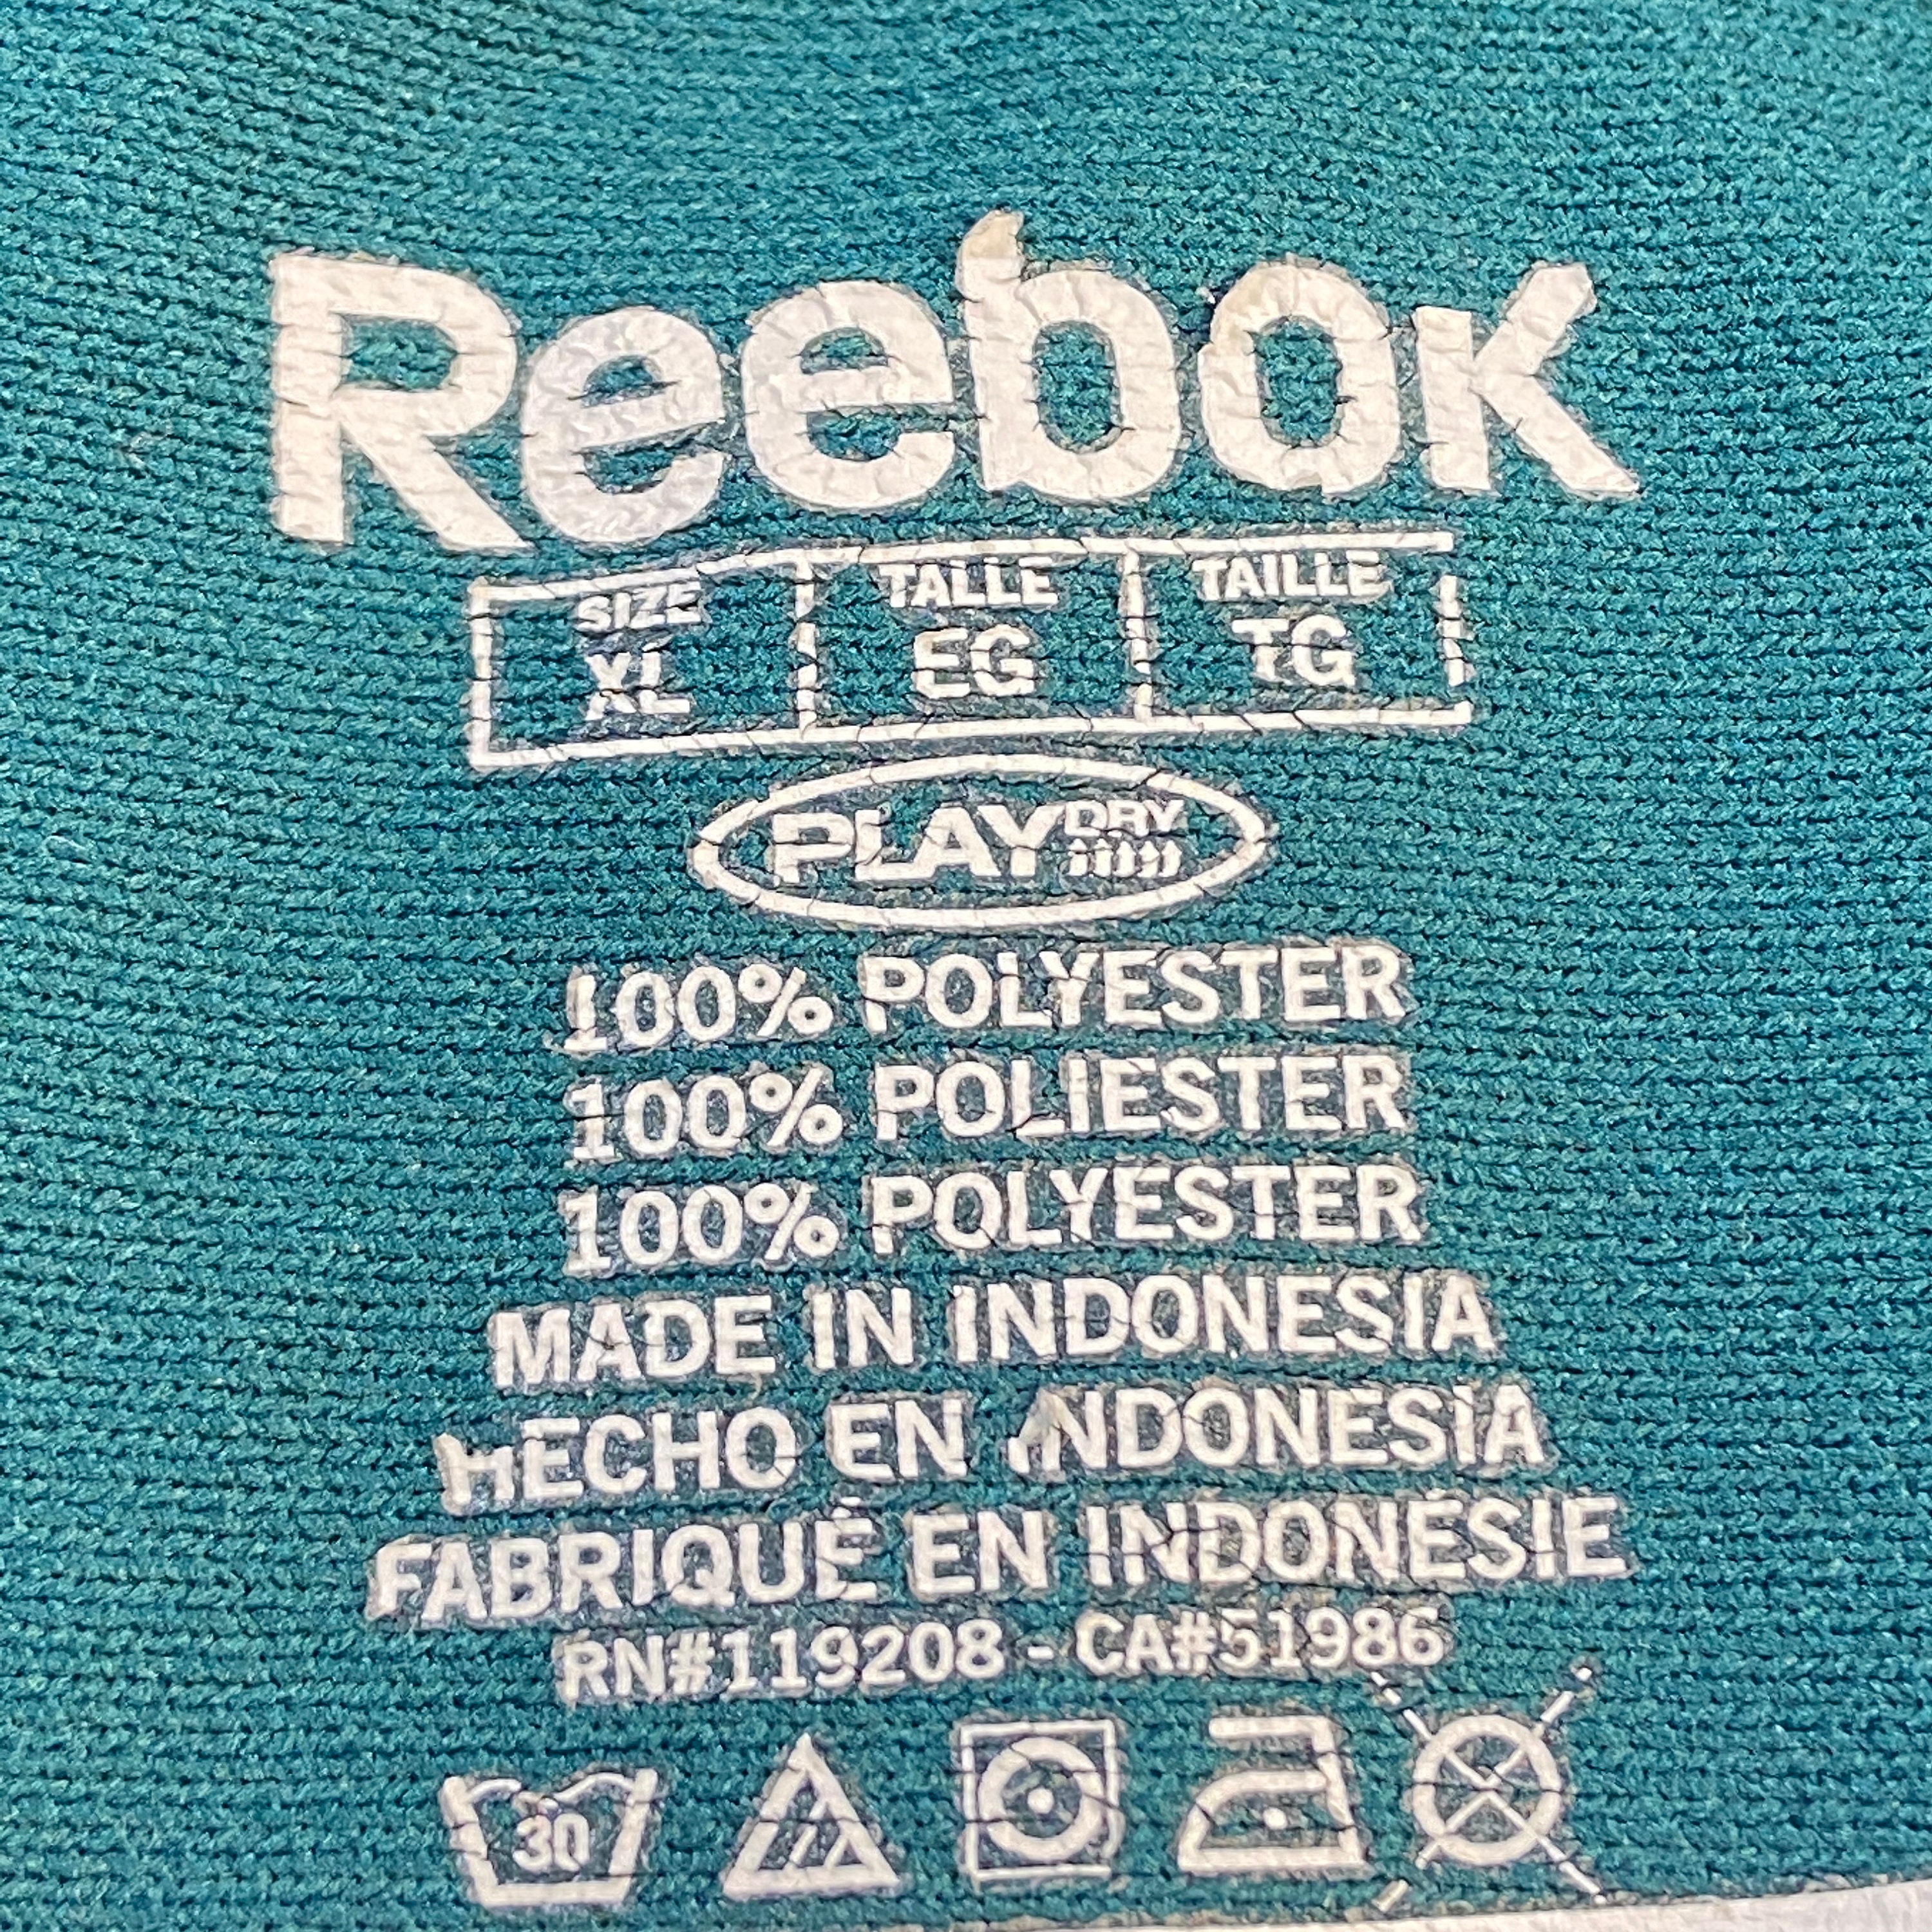 Reebok
SIZE TALLE TAILLE
XL EG TG
PLAY DRY
100% POLYESTER
100% POLIESTER
100% POLYESTER
MADE IN INDONESIA
HECHO EN INDONESIA
FABRIQUÉ EN INDONÉSIE
RN#119208 - CA#51986
30